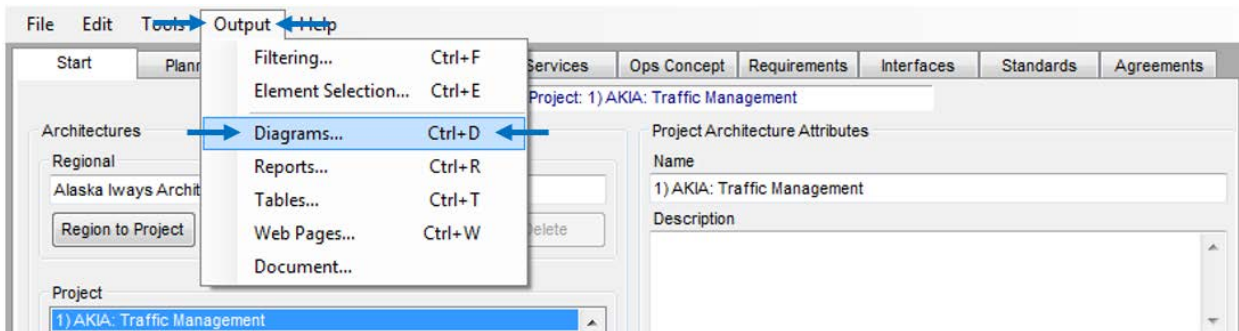 File Edit Tools Output Help
Start Plann Services Ops Concept Requirements Interfaces Standards Agreements
Filtering... Ctrl+F
Element Selection... Ctrl+E
Project: 1) AKIA: Traffic Management
Architectures
Diagrams... Ctrl+D
Project Architecture Attributes
Regional
Reports... Ctrl+R
Name
Alaska Iways Archit
Tables... Ctrl+T
1) AKIA: Traffic Management
Region to Project
Web Pages... Ctrl+W
Delete
Description
Document...
Project
1) AKIA: Traffic Management